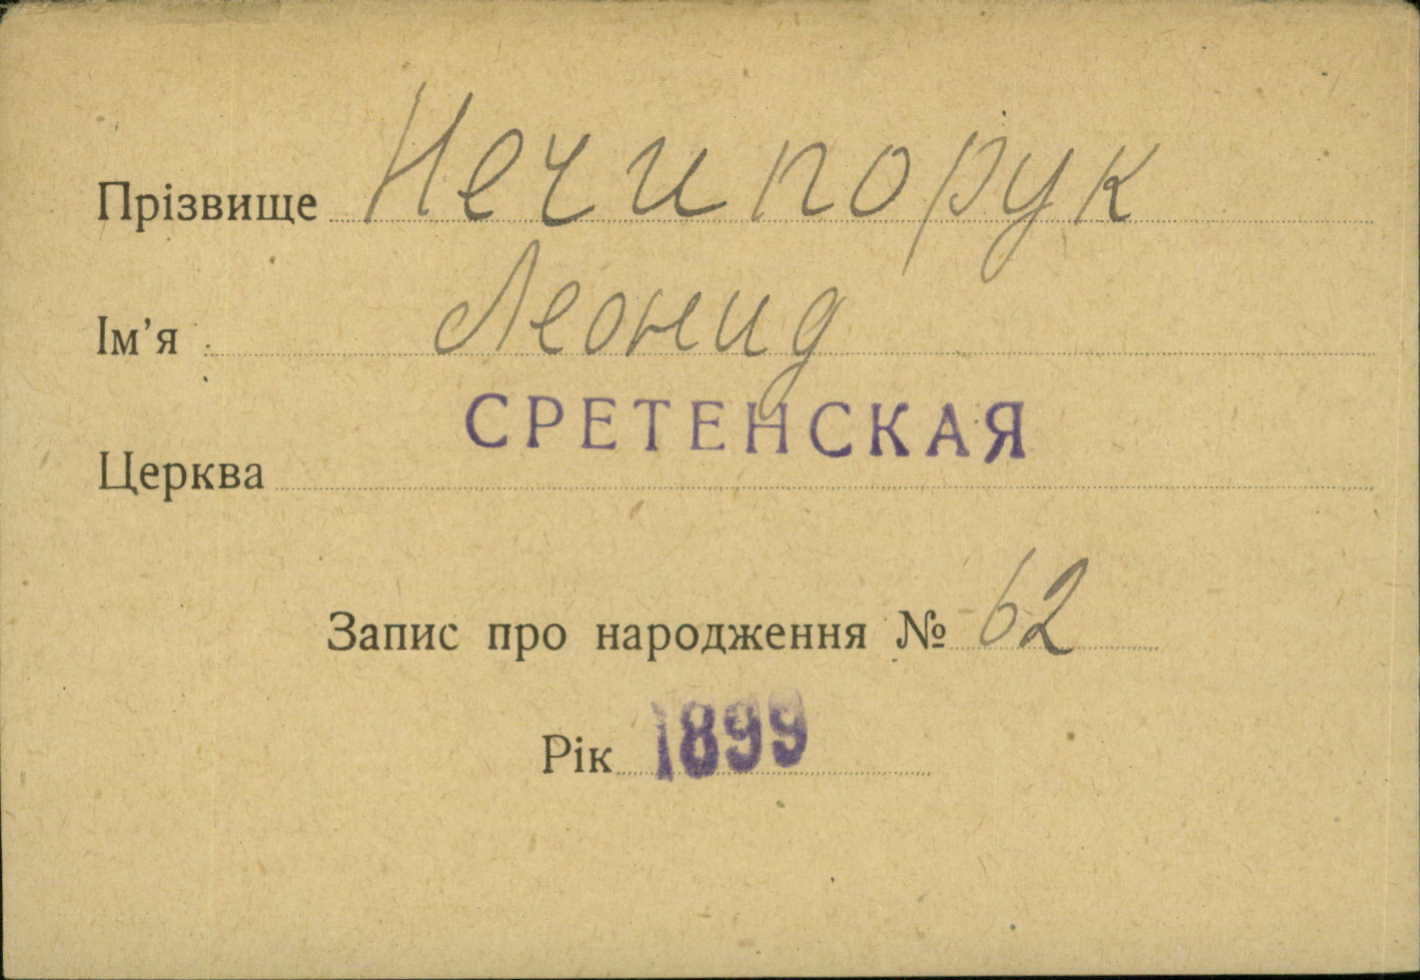 Прізвище Нечипорук
Ім'я Леонид
Церква СРЕТЕНСКАЯ
Запис про народження № 62
Рік 1899